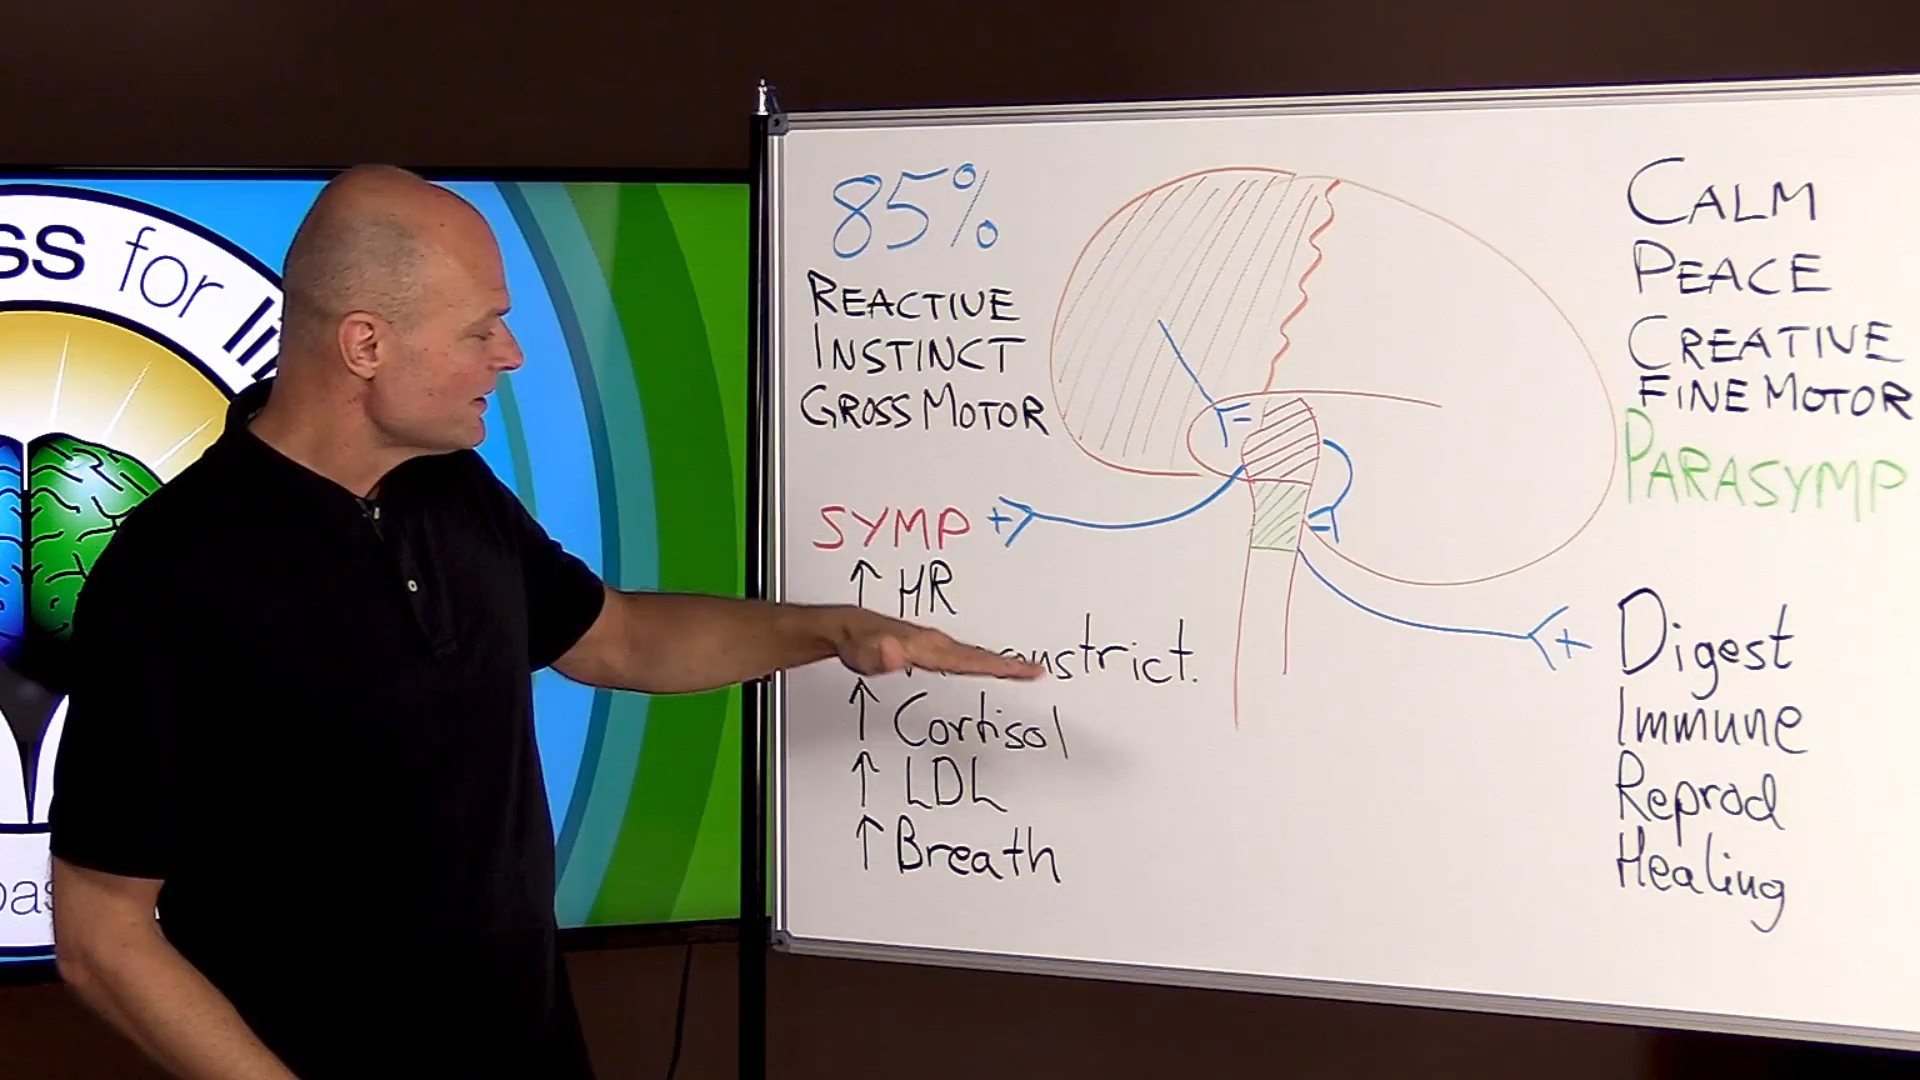 ss for
85%
REACTIVE
INSTINCT
GROSS MOTOR
SYMP +
↑ HR
↑ Cortisol
↑ LDL
↑ Breath
=
-
CALM
PEACE
CREATIVE
FINE MOTOR
PARASYMP
+ Digest
Immune
Reprod
Healing